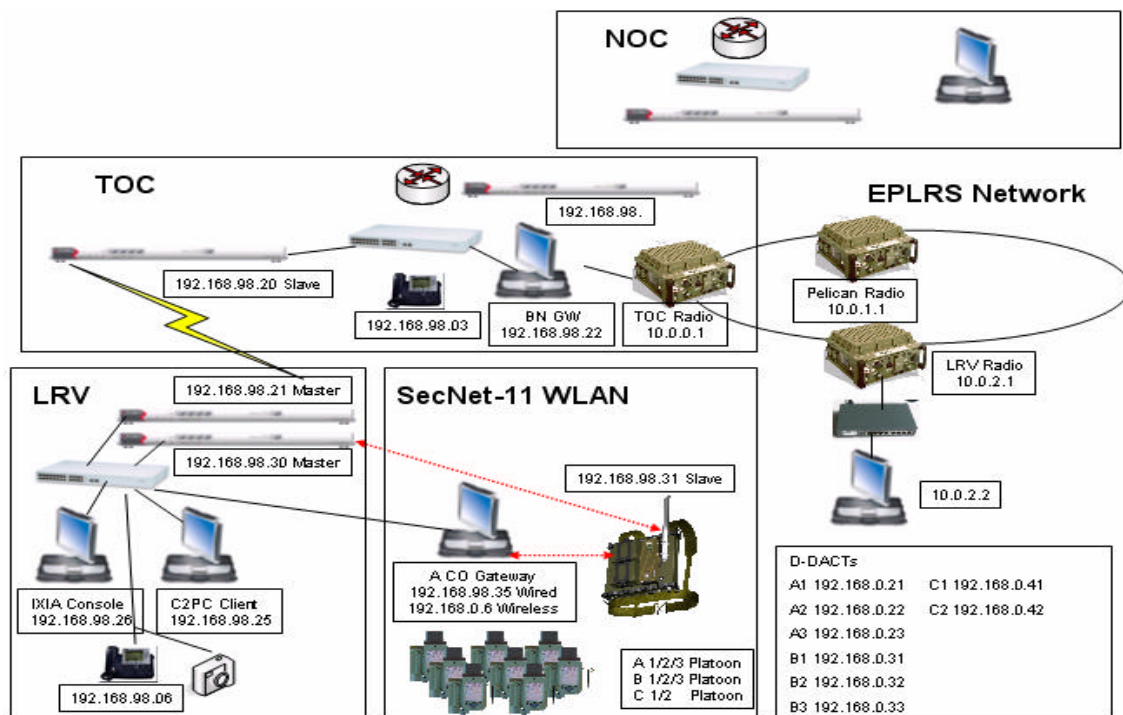 NOC
TOC
192.168.98.
EPLRS Network
192.168.98.20 Slave
192.168.98.03
BN GW
192.168.98.22
TOC Radio
10.0.0.1
Pelican Radio
10.0.1.1
LRV Radio
10.0.2.1
LRV
192.168.98.21 Master
192.168.98.30 Master
IXIA Console
192.168.98.26
C2PC Client
192.168.98.25
192.168.98.06
SecNet-11 WLAN
192.168.98.31 Slave
A CO Gateway
192.168.98.35 Wired
192.168.0.6 Wireless
A 1/2/3 Platoon
B 1/2/3 Platoon
C 1/2 Platoon
10.0.2.2
D-DACTs
A1 192.168.0.21 C1 192.168.0.41
A2 192.168.0.22 C2 192.168.0.42
A3 192.168.0.23
B1 192.168.0.31
B2 192.168.0.32
B3 192.168.0.33